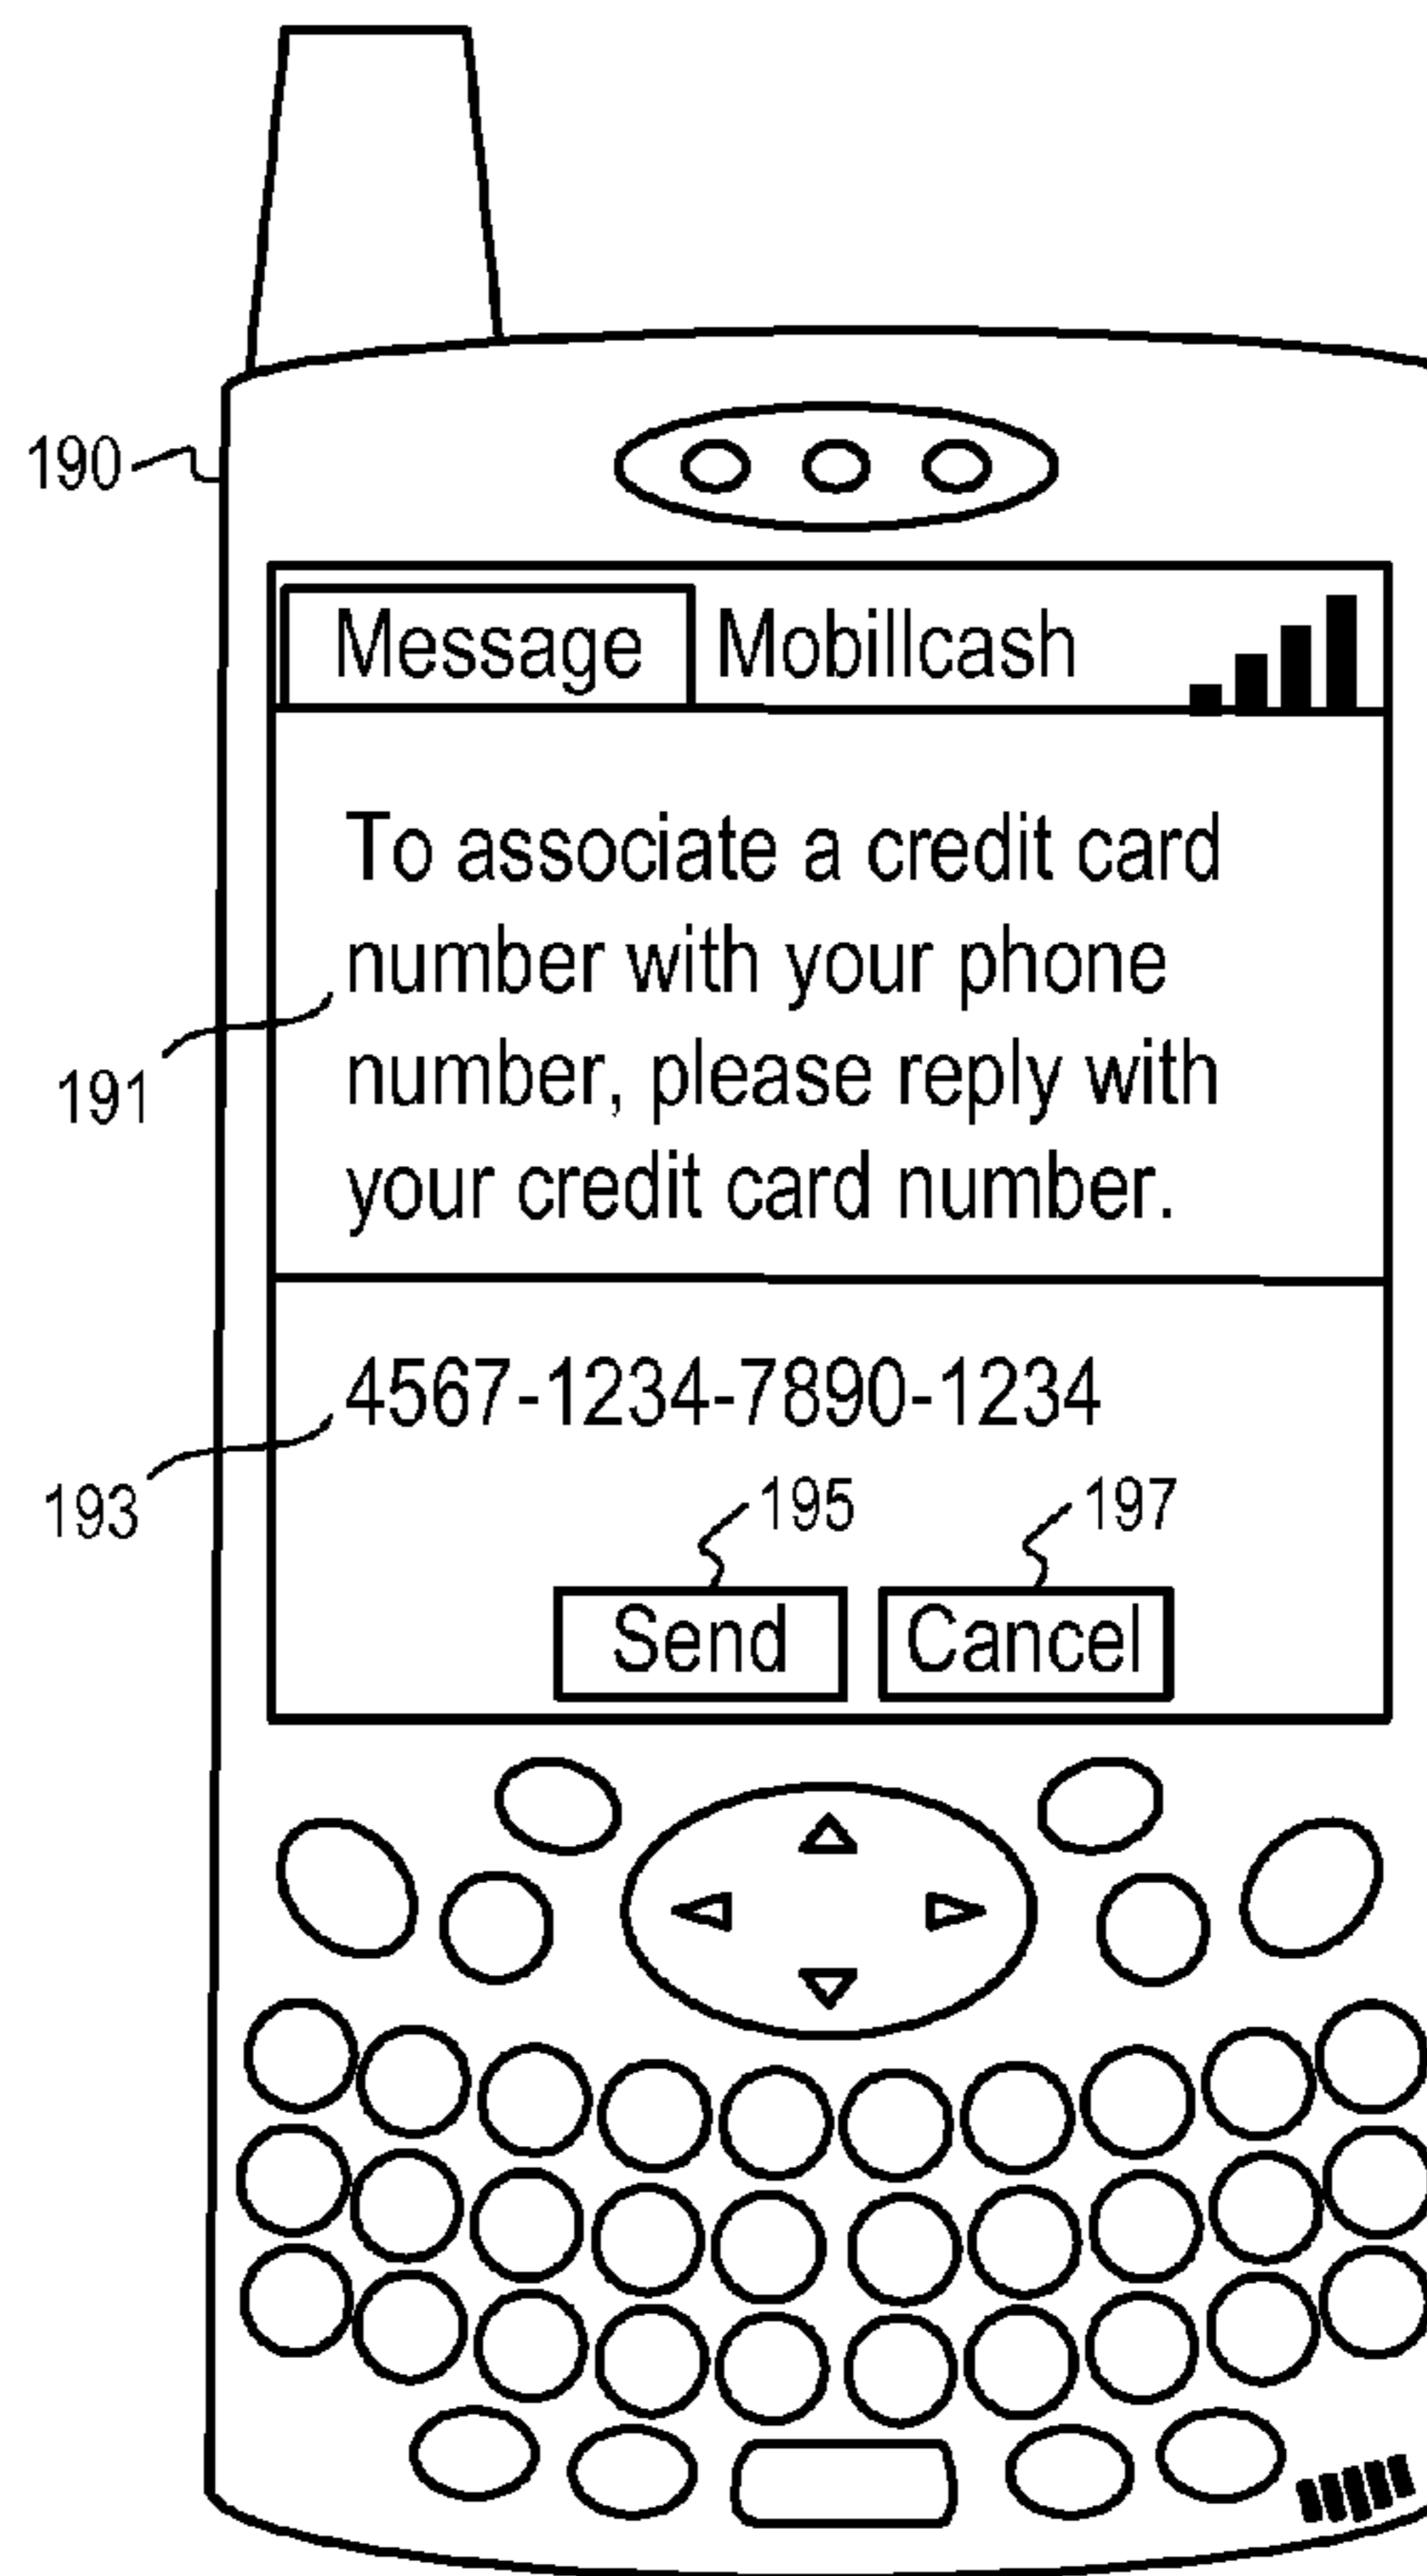 190
Message Mobillcash
To associate a credit card
number with your phone
191
number, please reply with
your credit card number.
4567-1234-7890-1234
193
195 197
Send Cancel